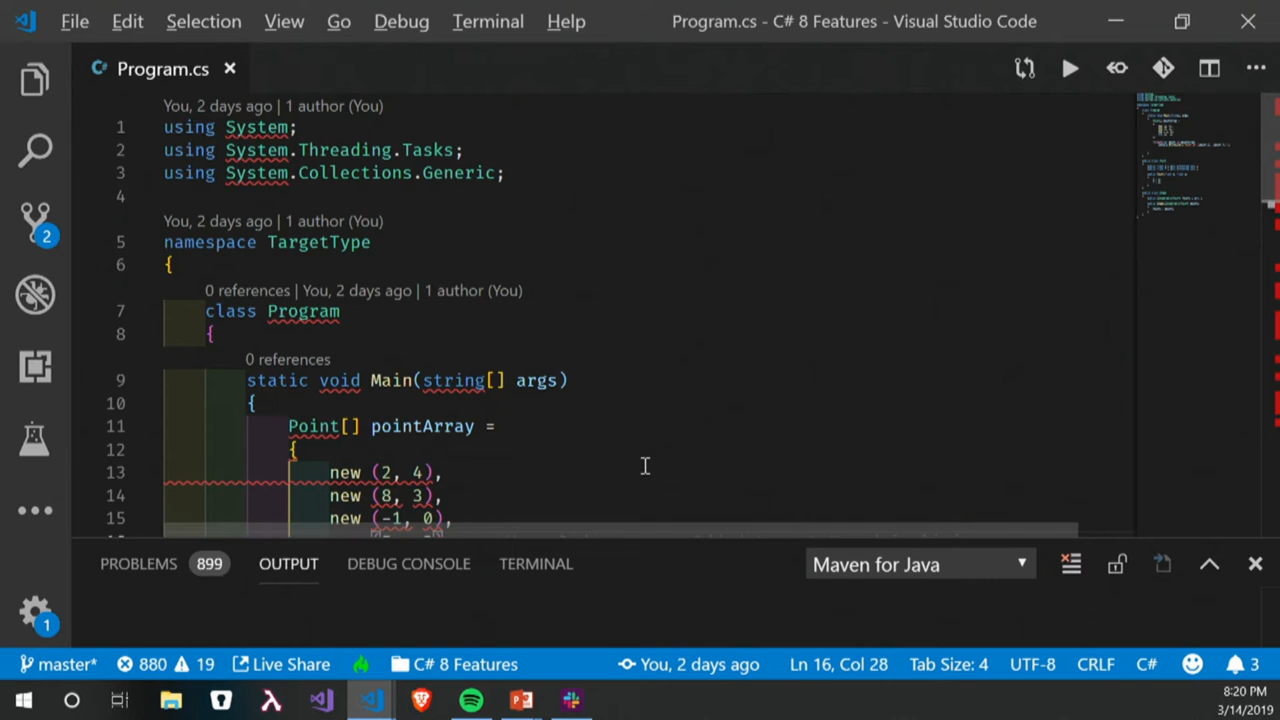 File Edit Selection View Go Debug Terminal Help Program.cs - C# 8 Features - Visual Studio Code
Program.cs
You, 2 days ago | 1 author (You)
1 using System;
2 using System.Threading.Tasks;
3 using System.Collections.Generic;
4
You, 2 days ago | 1 author (You)
5 namespace TargetType
6 {
0 references | You, 2 days ago | 1 author (You)
7 class Program
8 {
0 references
9 static void Main(string[] args)
10 {
11 Point[] pointArray =
12 {
13 new (2, 4),
14 new (8, 3),
15 new (-1, 0),
PROBLEMS 899 OUTPUT DEBUG CONSOLE TERMINAL Maven for Java
2
1
master* 880 19 Live Share C# 8 Features You, 2 days ago Ln 16, Col 28 Tab Size: 4 UTF-8 CRLF C# 3
8:20 PM
3/14/2019